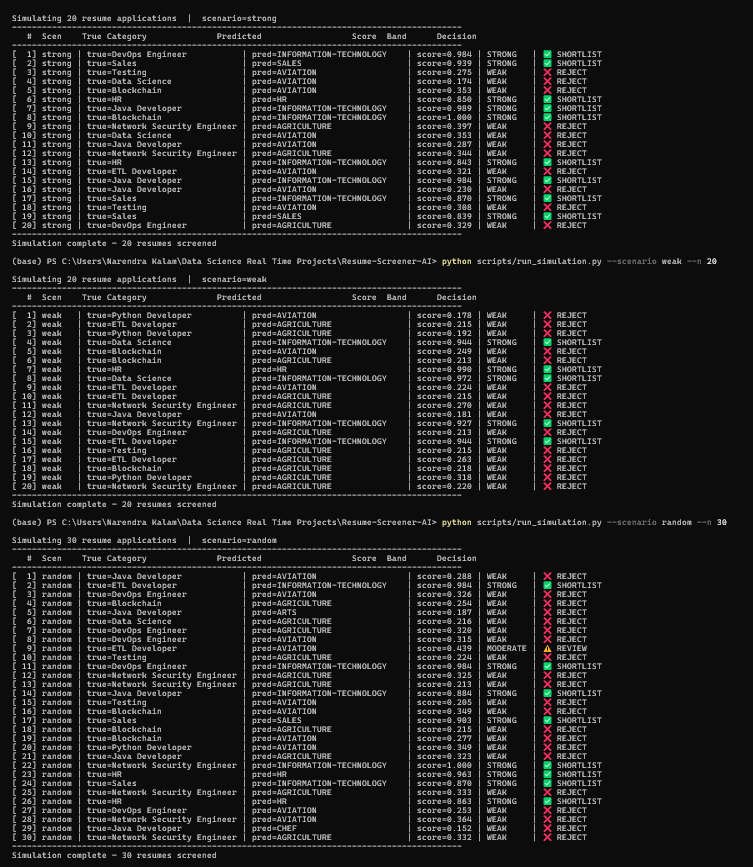 Simulating 20 resume applications | scenario=strong
# Scen True Category Predicted Score Band Decision
[ 1] strong | true=DevOps Engineer | pred=INFORMATION-TECHNOLOGY | score=0.984 | STRONG | ✅ SHORTLIST
[ 2] strong | true=Sales | pred=SALES | score=0.939 | STRONG | ✅ SHORTLIST
[ 3] strong | true=Testing | pred=AVIATION | score=0.275 | WEAK | ❌ REJECT
[ 4] strong | true=Data Science | pred=AVIATION | score=0.174 | WEAK | ❌ REJECT
[ 5] strong | true=Blockchain | pred=AVIATION | score=0.353 | WEAK | ❌ REJECT
[ 6] strong | true=HR | pred=HR | score=0.850 | STRONG | ✅ SHORTLIST
[ 7] strong | true=Java Developer | pred=INFORMATION-TECHNOLOGY | score=0.989 | STRONG | ✅ SHORTLIST
[ 8] strong | true=Blockchain | pred=INFORMATION-TECHNOLOGY | score=1.000 | STRONG | ✅ SHORTLIST
[ 9] strong | true=Network Security Engineer | pred=AGRICULTURE | score=0.397 | WEAK | ❌ REJECT
[ 10] strong | true=Data Science | pred=AVIATION | score=0.353 | WEAK | ❌ REJECT
[ 11] strong | true=Java Developer | pred=AVIATION | score=0.287 | WEAK | ❌ REJECT
[ 12] strong | true=Network Security Engineer | pred=AGRICULTURE | score=0.344 | WEAK | ❌ REJECT
[ 13] strong | true=HR | pred=INFORMATION-TECHNOLOGY | score=0.843 | STRONG | ✅ SHORTLIST
[ 14] strong | true=ETL Developer | pred=AVIATION | score=0.321 | WEAK | ❌ REJECT
[ 15] strong | true=Java Developer | pred=INFORMATION-TECHNOLOGY | score=0.984 | STRONG | ✅ SHORTLIST
[ 16] strong | true=Java Developer | pred=AVIATION | score=0.230 | WEAK | ❌ REJECT
[ 17] strong | true=Sales | pred=INFORMATION-TECHNOLOGY | score=0.870 | STRONG | ✅ SHORTLIST
[ 18] strong | true=Testing | pred=AVIATION | score=0.308 | WEAK | ❌ REJECT
[ 19] strong | true=Sales | pred=SALES | score=0.839 | STRONG | ✅ SHORTLIST
[ 20] strong | true=DevOps Engineer | pred=AGRICULTURE | score=0.329 | WEAK | ❌ REJECT
Simulation complete — 20 resumes screened
(base) PS C:\Users\Narendra Kalam\Data Science Real Time Projects\Resume-Screener-AI> python scripts/run_simulation.py --scenario weak --n 20
Simulating 20 resume applications | scenario=weak
# Scen True Category Predicted Score Band Decision
[ 1] weak | true=Python Developer | pred=AVIATION | score=0.178 | WEAK | ❌ REJECT
[ 2] weak | true=ETL Developer | pred=AGRICULTURE | score=0.215 | WEAK | ❌ REJECT
[ 3] weak | true=Python Developer | pred=AGRICULTURE | score=0.192 | WEAK | ❌ REJECT
[ 4] weak | true=Data Science | pred=INFORMATION-TECHNOLOGY | score=0.944 | STRONG | ✅ SHORTLIST
[ 5] weak | true=Blockchain | pred=AVIATION | score=0.249 | WEAK | ❌ REJECT
[ 6] weak | true=Blockchain | pred=AGRICULTURE | score=0.213 | WEAK | ❌ REJECT
[ 7] weak | true=HR | pred=HR | score=0.990 | STRONG | ✅ SHORTLIST
[ 8] weak | true=Data Science | pred=INFORMATION-TECHNOLOGY | score=0.972 | STRONG | ✅ SHORTLIST
[ 9] weak | true=ETL Developer | pred=AVIATION | score=0.224 | WEAK | ❌ REJECT
[ 10] weak | true=ETL Developer | pred=AGRICULTURE | score=0.215 | WEAK | ❌ REJECT
[ 11] weak | true=Network Security Engineer | pred=AGRICULTURE | score=0.270 | WEAK | ❌ REJECT
[ 12] weak | true=Java Developer | pred=AVIATION | score=0.181 | WEAK | ❌ REJECT
[ 13] weak | true=Network Security Engineer | pred=INFORMATION-TECHNOLOGY | score=0.927 | STRONG | ✅ SHORTLIST
[ 14] weak | true=DevOps Engineer | pred=AVIATION | score=0.213 | WEAK | ❌ REJECT
[ 15] weak | true=ETL Developer | pred=INFORMATION-TECHNOLOGY | score=0.944 | STRONG | ✅ SHORTLIST
[ 16] weak | true=Testing | pred=AGRICULTURE | score=0.215 | WEAK | ❌ REJECT
[ 17] weak | true=ETL Developer | pred=AGRICULTURE | score=0.263 | WEAK | ❌ REJECT
[ 18] weak | true=Blockchain | pred=AGRICULTURE | score=0.218 | WEAK | ❌ REJECT
[ 19] weak | true=Python Developer | pred=AGRICULTURE | score=0.318 | WEAK | ❌ REJECT
[ 20] weak | true=Network Security Engineer | pred=AGRICULTURE | score=0.220 | WEAK | ❌ REJECT
Simulation complete — 20 resumes screened
(base) PS C:\Users\Narendra Kalam\Data Science Real Time Projects\Resume-Screener-AI> python scripts/run_simulation.py --scenario random --n 30
Simulating 30 resume applications | scenario=random
# Scen True Category Predicted Score Band Decision
[ 1] random | true=Java Developer | pred=AVIATION | score=0.288 | WEAK | ❌ REJECT
[ 2] random | true=ETL Developer | pred=INFORMATION-TECHNOLOGY | score=0.984 | STRONG | ✅ SHORTLIST
[ 3] random | true=DevOps Engineer | pred=AVIATION | score=0.326 | WEAK | ❌ REJECT
[ 4] random | true=Blockchain | pred=AGRICULTURE | score=0.254 | WEAK | ❌ REJECT
[ 5] random | true=Java Developer | pred=ARTS | score=0.187 | WEAK | ❌ REJECT
[ 6] random | true=Data Science | pred=AGRICULTURE | score=0.216 | WEAK | ❌ REJECT
[ 7] random | true=DevOps Engineer | pred=AGRICULTURE | score=0.320 | WEAK | ❌ REJECT
[ 8] random | true=DevOps Engineer | pred=AVIATION | score=0.315 | WEAK | ❌ REJECT
[ 9] random | true=ETL Developer | pred=AVIATION | score=0.439 | MODERATE | ⚠️ REVIEW
[ 10] random | true=Testing | pred=AGRICULTURE | score=0.224 | WEAK | ❌ REJECT
[ 11] random | true=DevOps Engineer | pred=INFORMATION-TECHNOLOGY | score=0.984 | STRONG | ✅ SHORTLIST
[ 12] random | true=Network Security Engineer | pred=AGRICULTURE | score=0.325 | WEAK | ❌ REJECT
[ 13] random | true=Network Security Engineer | pred=AGRICULTURE | score=0.213 | WEAK | ❌ REJECT
[ 14] random | true=Java Developer | pred=INFORMATION-TECHNOLOGY | score=0.884 | STRONG | ✅ SHORTLIST
[ 15] random | true=Testing | pred=AVIATION | score=0.205 | WEAK | ❌ REJECT
[ 16] random | true=Blockchain | pred=AVIATION | score=0.349 | WEAK | ❌ REJECT
[ 17] random | true=Sales | pred=SALES | score=0.903 | STRONG | ✅ SHORTLIST
[ 18] random | true=Blockchain | pred=AGRICULTURE | score=0.215 | WEAK | ❌ REJECT
[ 19] random | true=Blockchain | pred=AVIATION | score=0.277 | WEAK | ❌ REJECT
[ 20] random | true=Python Developer | pred=AVIATION | score=0.349 | WEAK | ❌ REJECT
[ 21] random | true=Java Developer | pred=AGRICULTURE | score=0.323 | WEAK | ❌ REJECT
[ 22] random | true=Network Security Engineer | pred=INFORMATION-TECHNOLOGY | score=1.000 | STRONG | ✅ SHORTLIST
[ 23] random | true=HR | pred=HR | score=0.963 | STRONG | ✅ SHORTLIST
[ 24] random | true=Sales | pred=INFORMATION-TECHNOLOGY | score=0.870 | STRONG | ✅ SHORTLIST
[ 25] random | true=Network Security Engineer | pred=AGRICULTURE | score=0.333 | WEAK | ❌ REJECT
[ 26] random | true=HR | pred=HR | score=0.863 | STRONG | ✅ SHORTLIST
[ 27] random | true=DevOps Engineer | pred=AVIATION | score=0.253 | WEAK | ❌ REJECT
[ 28] random | true=Network Security Engineer | pred=AVIATION | score=0.364 | WEAK | ❌ REJECT
[ 29] random | true=Java Developer | pred=CHEF | score=0.152 | WEAK | ❌ REJECT
[ 30] random | true=Network Security Engineer | pred=AGRICULTURE | score=0.332 | WEAK | ❌ REJECT
Simulation complete — 30 resumes screened